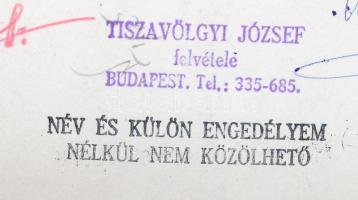 TISZAVÖLGYI JÓZSEF
felvétele
BUDAPEST. Tel.: 335-685.
NÉV ÉS KÜLÖN ENGEDÉLYEM
NÉLKÜL NEM KÖZÖLHETŐ